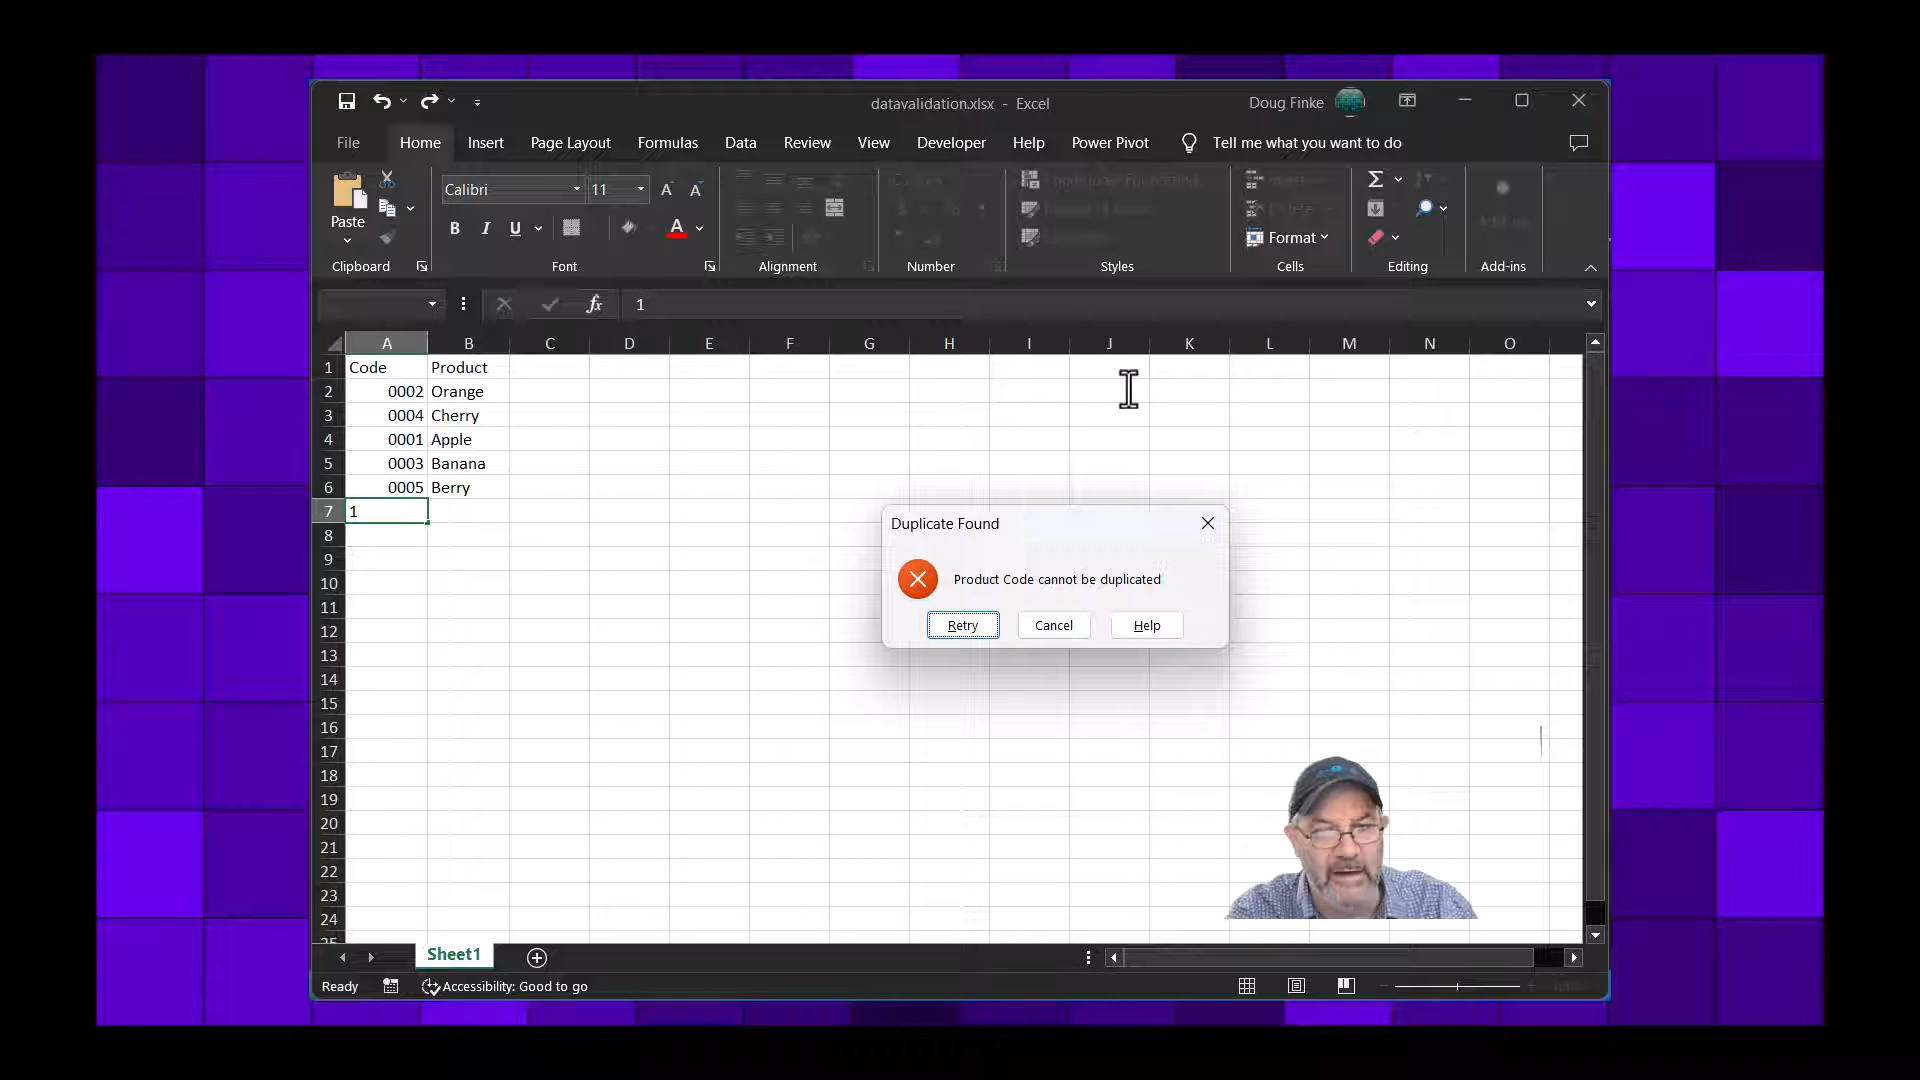 datavalidation.xlsx - Excel
Doug Finke
File Home Insert Page Layout Formulas Data Review View Developer Help Power Pivot Tell me what you want to do
Calibri 11
Paste
B I U A
Format
Clipboard Font Alignment Number Styles Cells Editing Add-ins
fx 1
A B C D E F G H I J K L M N O
1 Code Product
2 0002 Orange
3 0004 Cherry
4 0001 Apple
5 0003 Banana
6 0005 Berry
7 1
8
9
10
11
12
13
14
15
16
17
18
19
20
21
22
23
24
25
Duplicate Found
Product Code cannot be duplicated
Retry Cancel Help
Sheet1
Ready Accessibility: Good to go